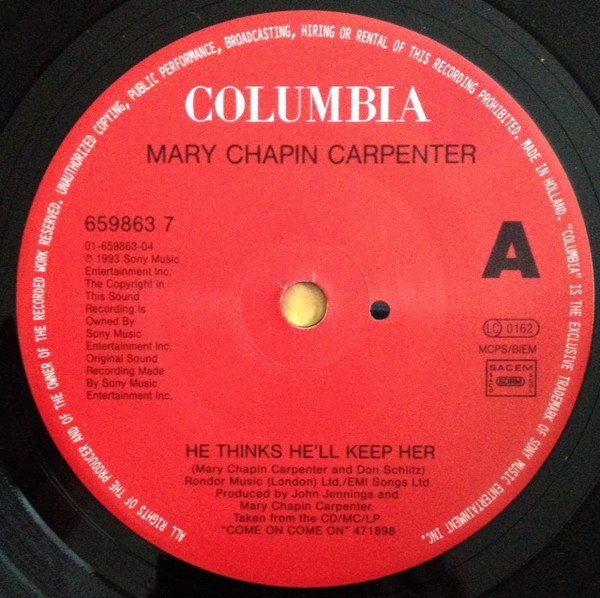 ALL RIGHTS OF THE PRODUCER AND OF THE OWNER OF THE RECORDED WORK RESERVED. UNAUTHORIZED COPYING, PUBLIC PERFORMANCE, BROADCASTING, HIRING OR RENTAL OF THIS RECORDING PROHIBITED. MADE IN HOLLAND. "COLUMBIA" IS THE EXCLUSIVE TRADEMARK OF SONY MUSIC ENTERTAINMENT INC.
COLUMBIA
MARY CHAPIN CARPENTER
659863 7
01-659863-04
℗ 1993 Sony Music
Entertainment Inc.
The Copyright in
This Sound
Recording Is
Owned By
Sony Music
Entertainment Inc.
Original Sound
Recording Made
By Sony Music
Entertainment Inc.
A
LC 0162
MCPS/BIEM
SACEM
SDRM
HE THINKS HE'LL KEEP HER
(Mary Chapin Carpenter and Don Schlitz)
Rondor Music (London) Ltd./EMI Songs Ltd.
Produced by John Jennings and
Mary Chapin Carpenter.
Taken from the CD/MC/LP
"COME ON COME ON" 471898